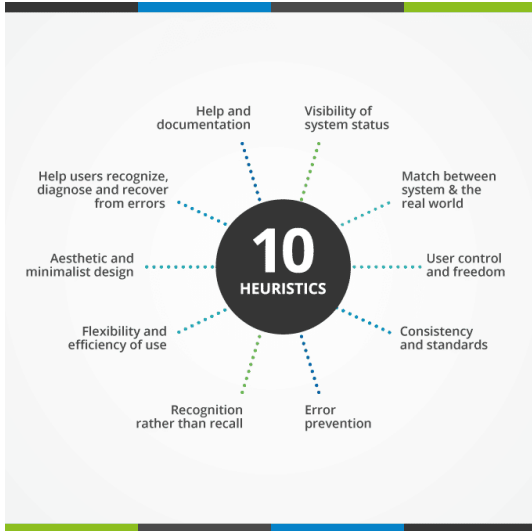 10
HEURISTICS
Visibility of
system status
Match between
system & the
real world
User control
and freedom
Consistency
and standards
Error
prevention
Recognition
rather than recall
Flexibility and
efficiency of use
Aesthetic and
minimalist design
Help users recognize,
diagnose and recover
from errors
Help and
documentation